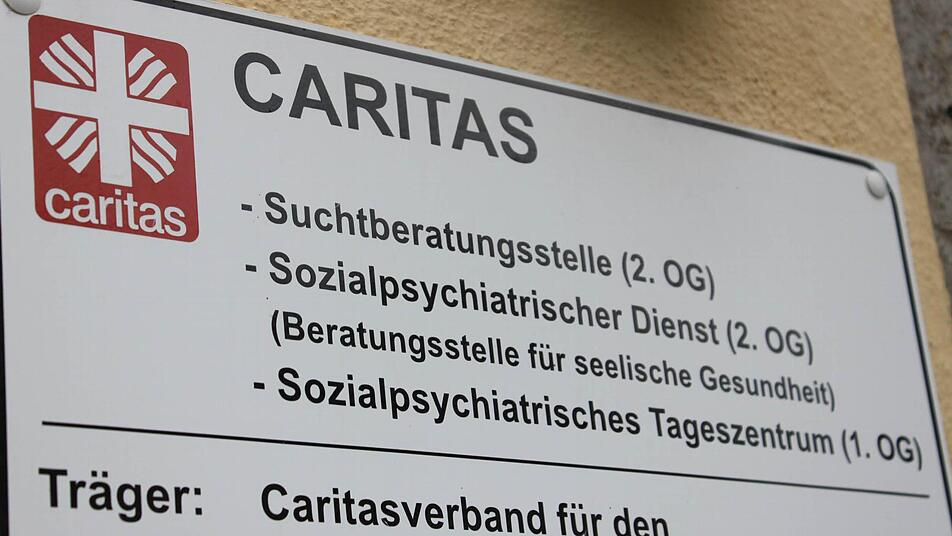 caritas
CARITAS
- Suchtberatungsstelle (2. OG)
- Sozialpsychiatrischer Dienst (2. OG)
(Beratungsstelle für seelische Gesundheit)
- Sozialpsychiatrisches Tageszentrum (1. OG)
Träger: Caritasverband für den